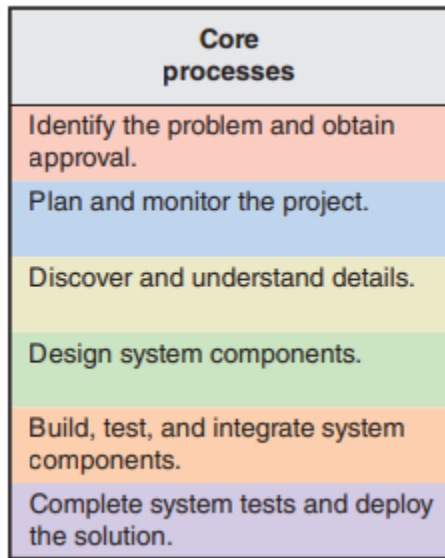 Core
processes
Identify the problem and obtain
approval.
Plan and monitor the project.
Discover and understand details.
Design system components.
Build, test, and integrate system
components.
Complete system tests and deploy
the solution.